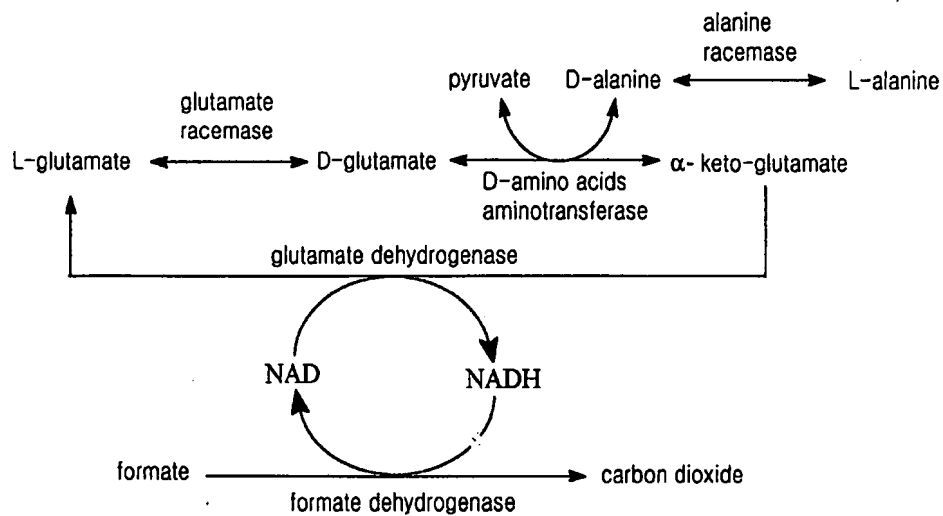 alanine
racemase
pyruvate D-alanine L-alanine
glutamate
racemase
L-glutamate D-glutamate α- keto-glutamate
D-amino acids
aminotransferase
glutamate dehydrogenase
NAD NADH
formate carbon dioxide
formate dehydrogenase